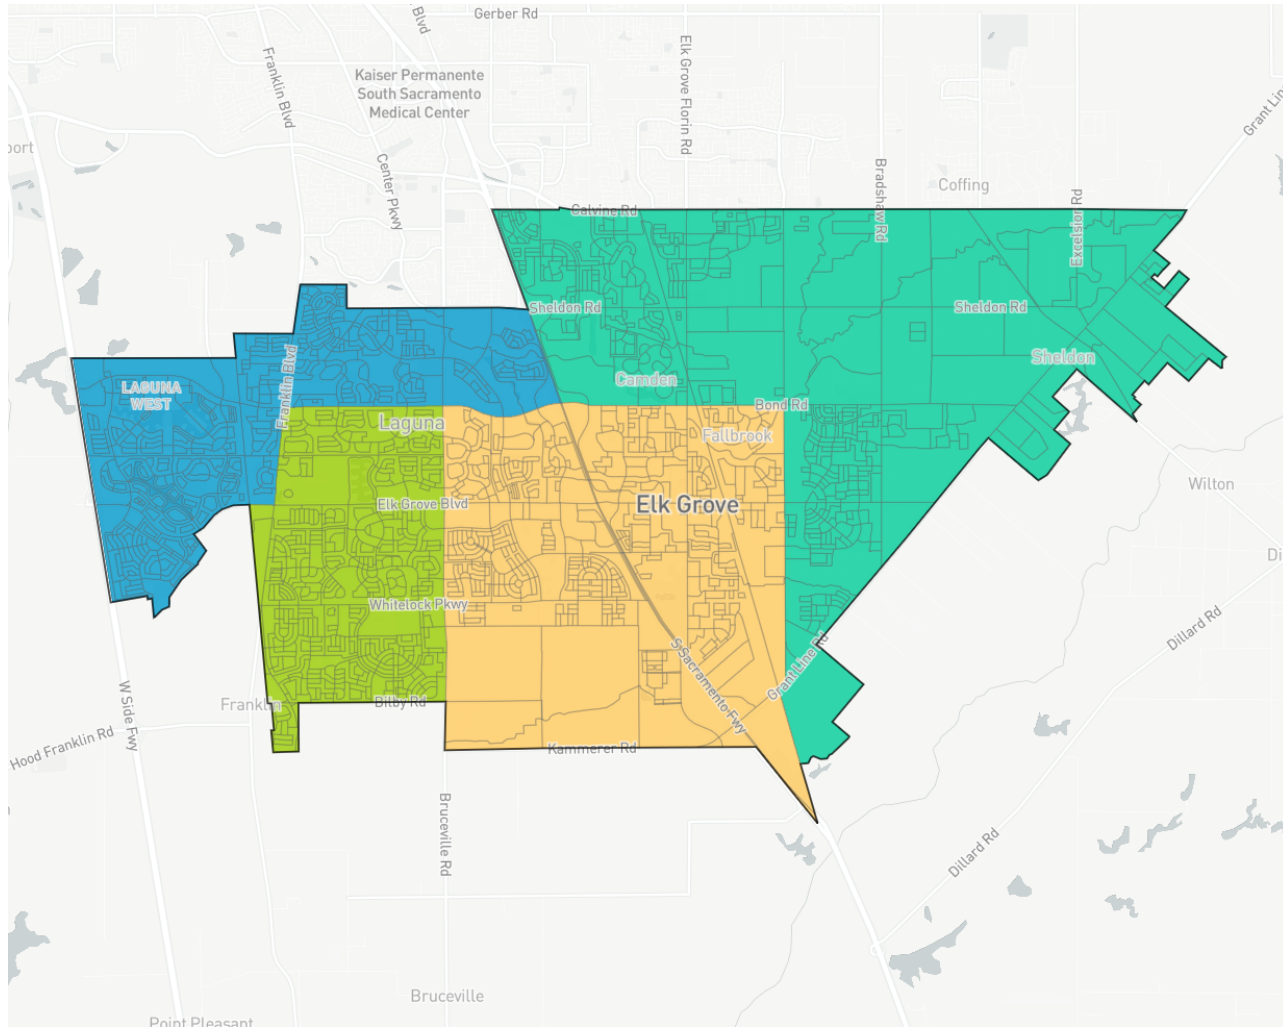 Blvd
Gerber Rd
Franklin Blvd
Kaiser Permanente
South Sacramento
Medical Center
Elk Grove Florin Rd
Grant Lin
port
Center Pkwy
Bradshaw Rd
Coffing
Excelsior Rd
Calvine Rd
Sheldon Rd
Sheldon Rd
Sheldon
LAGUNA
WEST
Franklin Blvd
Camden
Bond Rd
Laguna
Fallbrook
Elk Grove Blvd
Elk Grove
Wilton
Di
Whitelock Pkwy
Dillard Rd
S Sacramento Fwy
Grant Line Rd
W Side Fwy
Franklin
Bilby Rd
Hood Franklin Rd
Kammerer Rd
Bruceville Rd
Dillard Rd
Bruceville
Point Pleasant